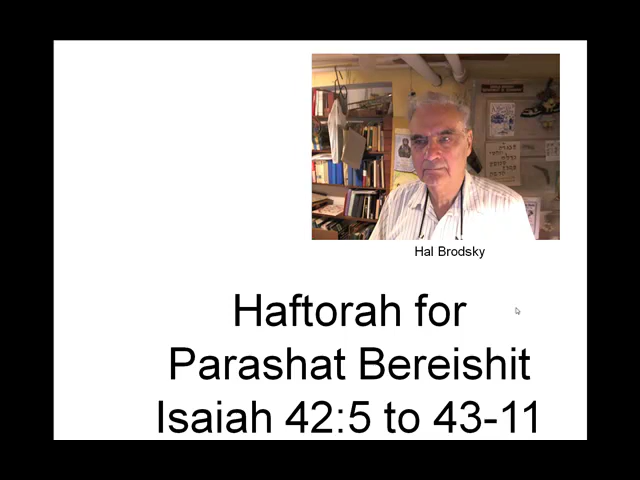 Hal Brodsky
Haftorah for
Parashat Bereishit
Isaiah 42:5 to 43-11